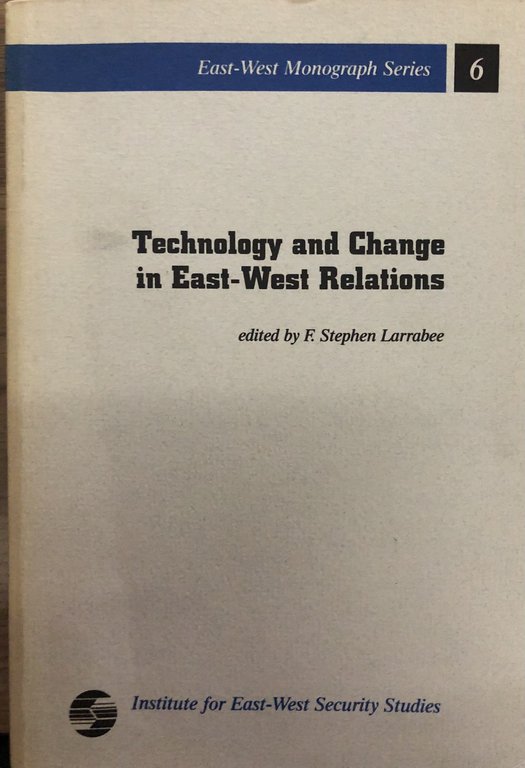 East-West Monograph Series 6
Technology and Change
in East-West Relations
edited by F. Stephen Larrabee
Institute for East-West Security Studies